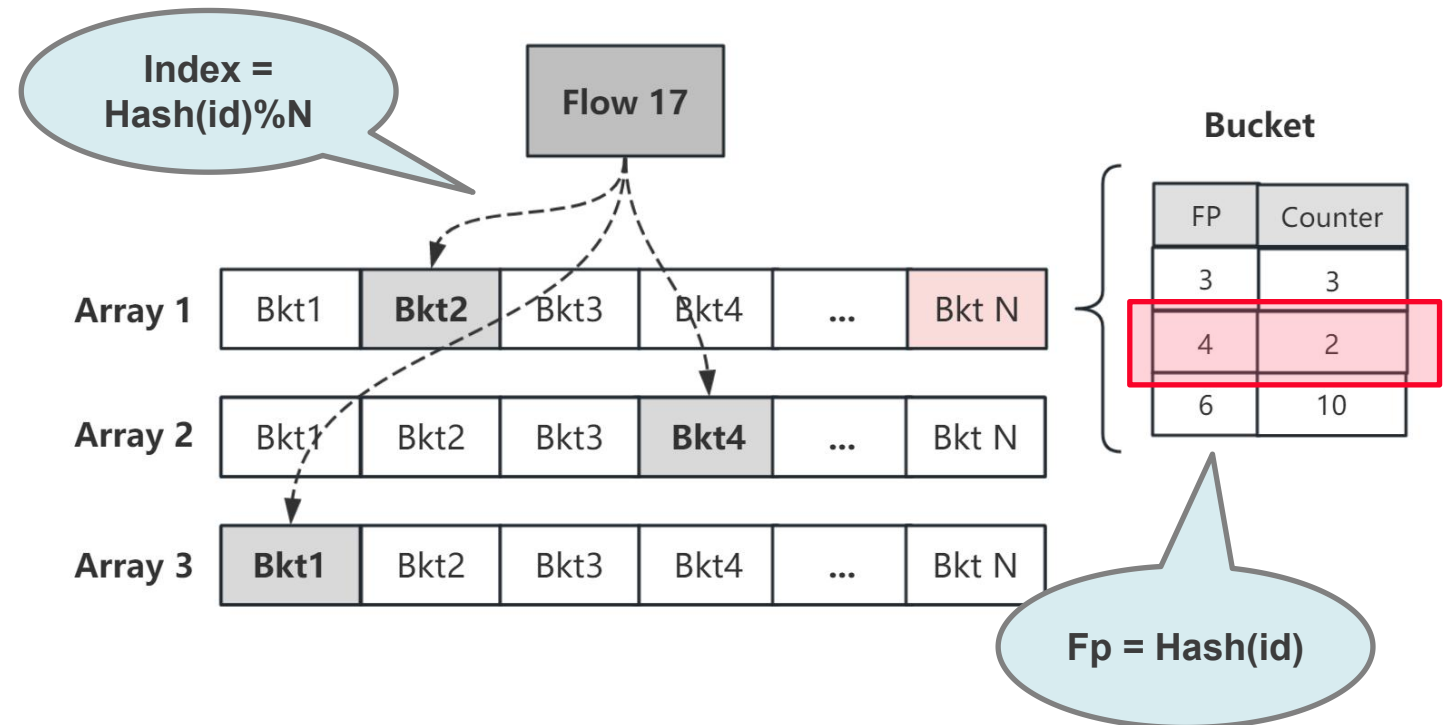 Index =
Hash(id)%N
Flow 17
Bucket
FP Counter
3 3
4 2
6 10
Array 1 Bkt1 Bkt2 Bkt3 Bkt4 ... Bkt N
Array 2 Bkt1 Bkt2 Bkt3 Bkt4 ... Bkt N
Array 3 Bkt1 Bkt2 Bkt3 Bkt4 ... Bkt N
Fp = Hash(id)